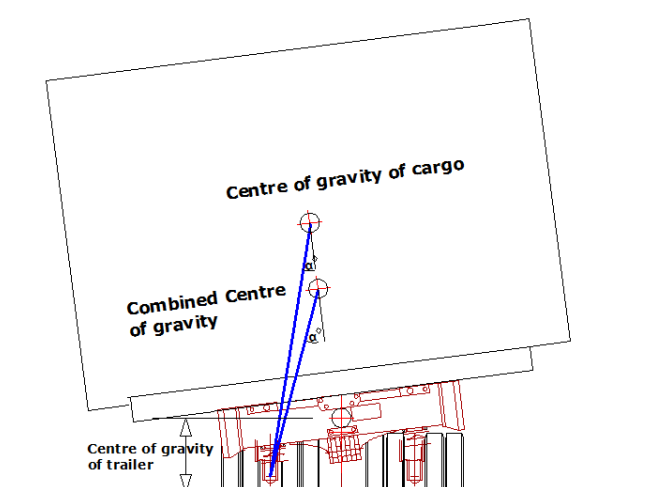 Centre of gravity of cargo
α°
Combined Centre
of gravity
α°
Centre of gravity
of trailer